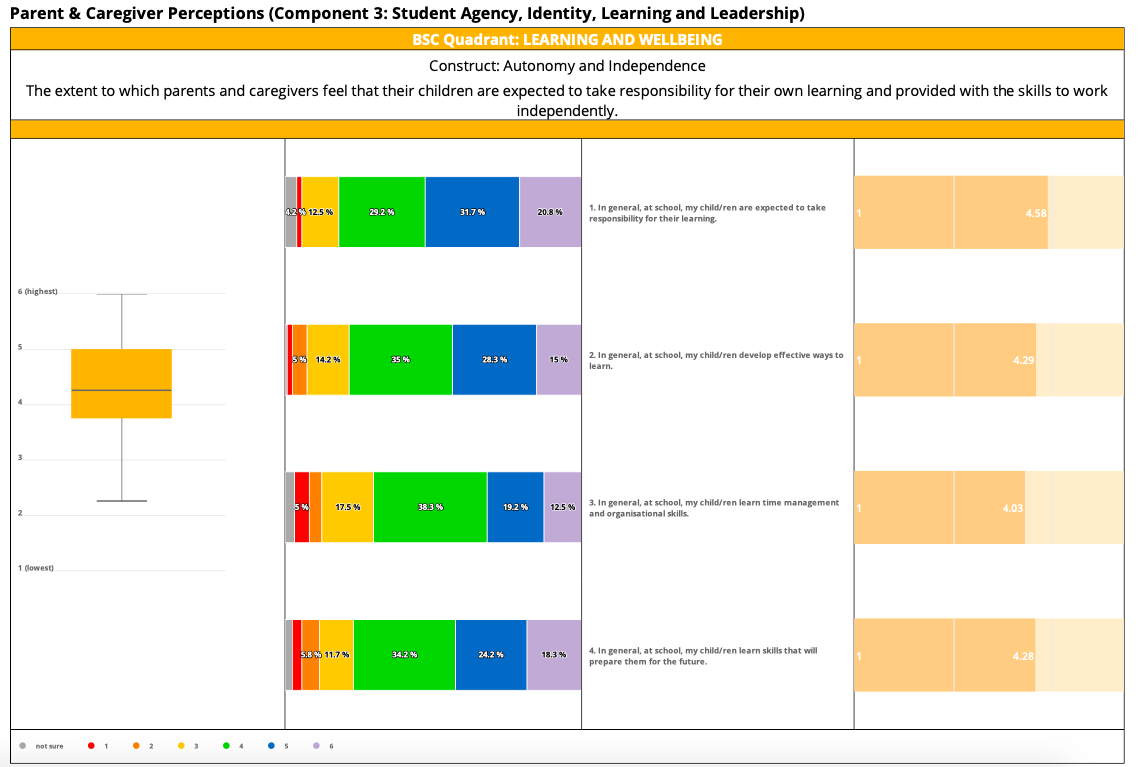 Parent & Caregiver Perceptions (Component 3: Student Agency, Identity, Learning and Leadership)
BSC Quadrant: LEARNING AND WELLBEING
Construct: Autonomy and Independence
The extent to which parents and caregivers feel that their children are expected to take responsibility for their own learning and provided with the skills to work
independently.
6 (highest)
5
4
3
2
1 (lowest)
4.2 % 12.5 % 29.2 % 31.7 % 20.8 %
1. In general, at school, my child/ren are expected to take
responsibility for their learning.
1 4.58
5 % 14.2 % 35 % 28.3 % 15 %
2. In general, at school, my child/ren develop effective ways to
learn.
1 4.29
5 % 17.5 % 38.3 % 19.2 % 12.5 %
3. In general, at school, my child/ren learn time management
and organisational skills.
1 4.03
5.8 % 11.7 % 34.2 % 24.2 % 18.3 %
4. In general, at school, my child/ren learn skills that will
prepare them for the future.
1 4.28
not sure 1 2 3 4 5 6